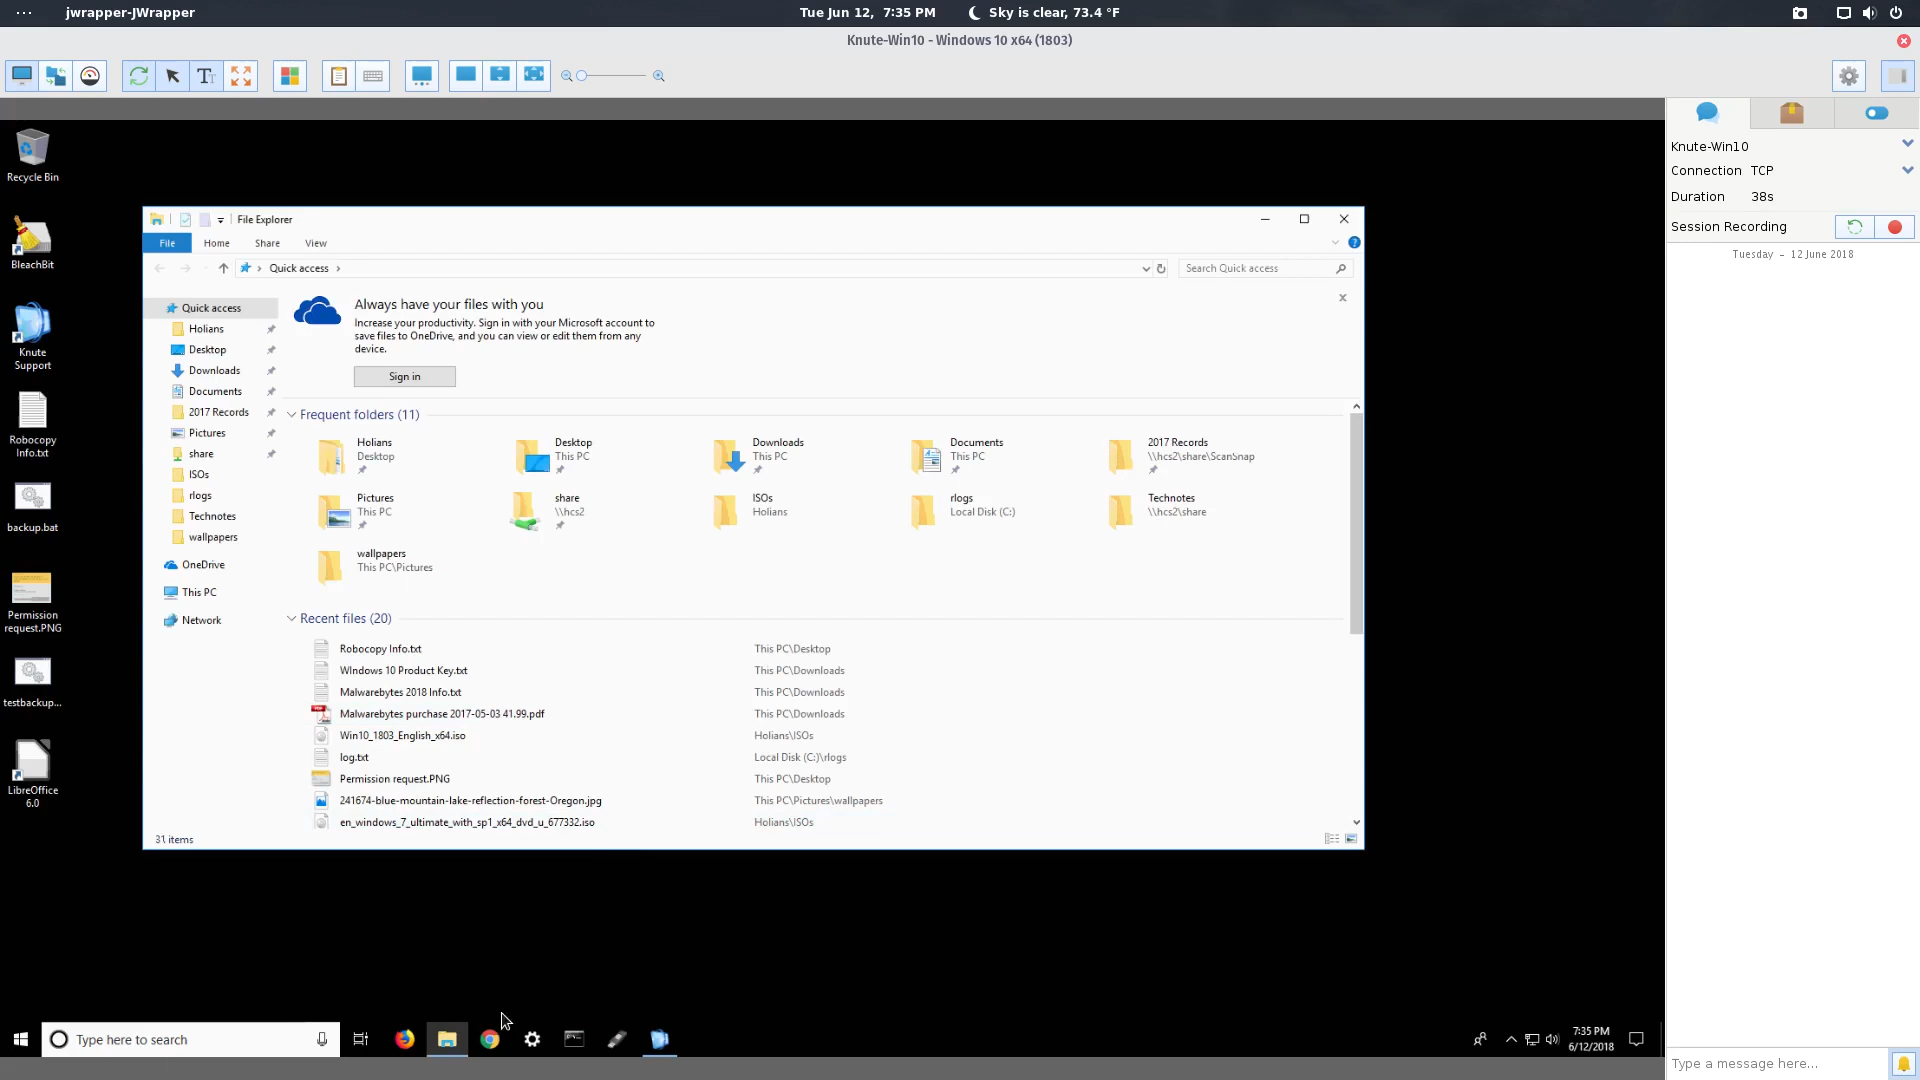 jwrapper-JWrapper
Tue Jun 12, 7:35 PM
Sky is clear, 73.4 °F
Knute-Win10 - Windows 10 x64 (1803)
Knute-Win10
Connection TCP
Duration 38s
Session Recording
Tuesday - 12 June 2018
Type a message here...
Recycle Bin
BleachBit
Knute
Support
Robocopy
Info.txt
backup.bat
Permission
request.PNG
testbackup...
LibreOffice
6.0
File Explorer
File Home Share View
Quick access
Search Quick access
Quick access
Holians
Desktop
Downloads
Documents
2017 Records
Pictures
share
ISOs
rlogs
Technotes
wallpapers
OneDrive
This PC
Network
Always have your files with you
Increase your productivity. Sign in with your Microsoft account to
save files to OneDrive, and you can view or edit them from any
device.
Sign in
Frequent folders (11)
Holians
Desktop
Desktop
This PC
Downloads
This PC
Documents
This PC
2017 Records
\\hcs2\share\ScanSnap
Pictures
This PC
share
\\hcs2
ISOs
Holians
rlogs
Local Disk (C:)
Technotes
\\hcs2\share
wallpapers
This PC\Pictures
Recent files (20)
Robocopy Info.txt This PC\Desktop
WIndows 10 Product Key.txt This PC\Downloads
Malwarebytes 2018 Info.txt This PC\Downloads
Malwarebytes purchase 2017-05-03 41.99.pdf This PC\Downloads
Win10_1803_English_x64.iso Holians\ISOs
log.txt Local Disk (C:)\rlogs
Permission request.PNG This PC\Desktop
241674-blue-mountain-lake-reflection-forest-Oregon.jpg This PC\Pictures\wallpapers
en_windows_7_ultimate_with_sp1_x64_dvd_u_677332.iso Holians\ISOs
31 items
Type here to search
7:35 PM
6/12/2018